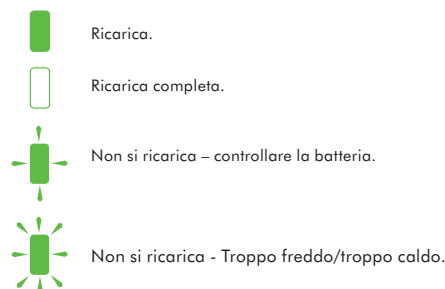 Ricarica.
Ricarica completa.
Non si ricarica – controllare la batteria.
Non si ricarica - Troppo freddo/troppo caldo.